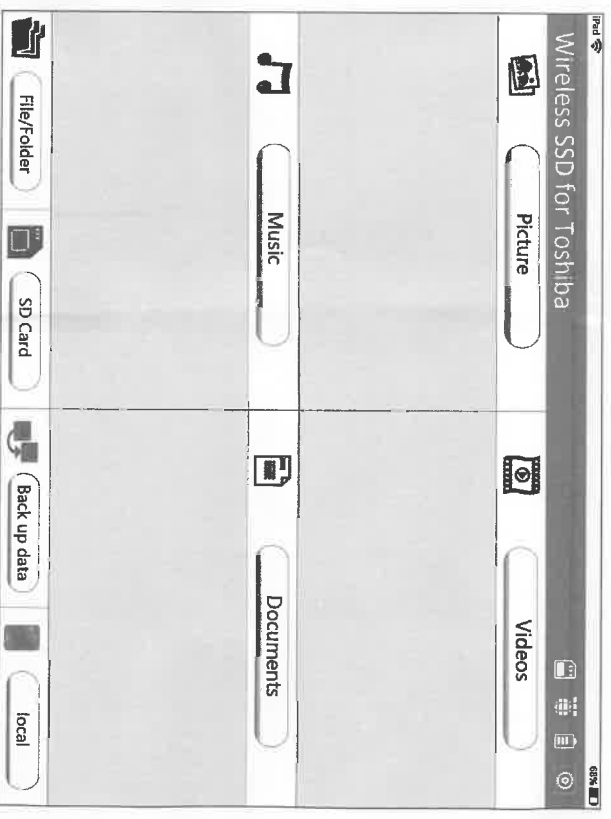 iPad 68%
Wireless SSD for Toshiba
Picture Videos
Music Documents
File/Folder SD Card Back up data local